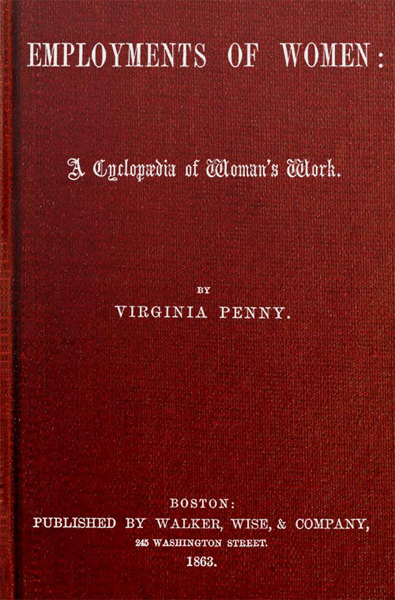 EMPLOYMENTS OF WOMEN:
A Cyclopædia of Woman's Work.
BY
VIRGINIA PENNY.
BOSTON:
PUBLISHED BY WALKER, WISE, & COMPANY,
245 WASHINGTON STREET.
1863.